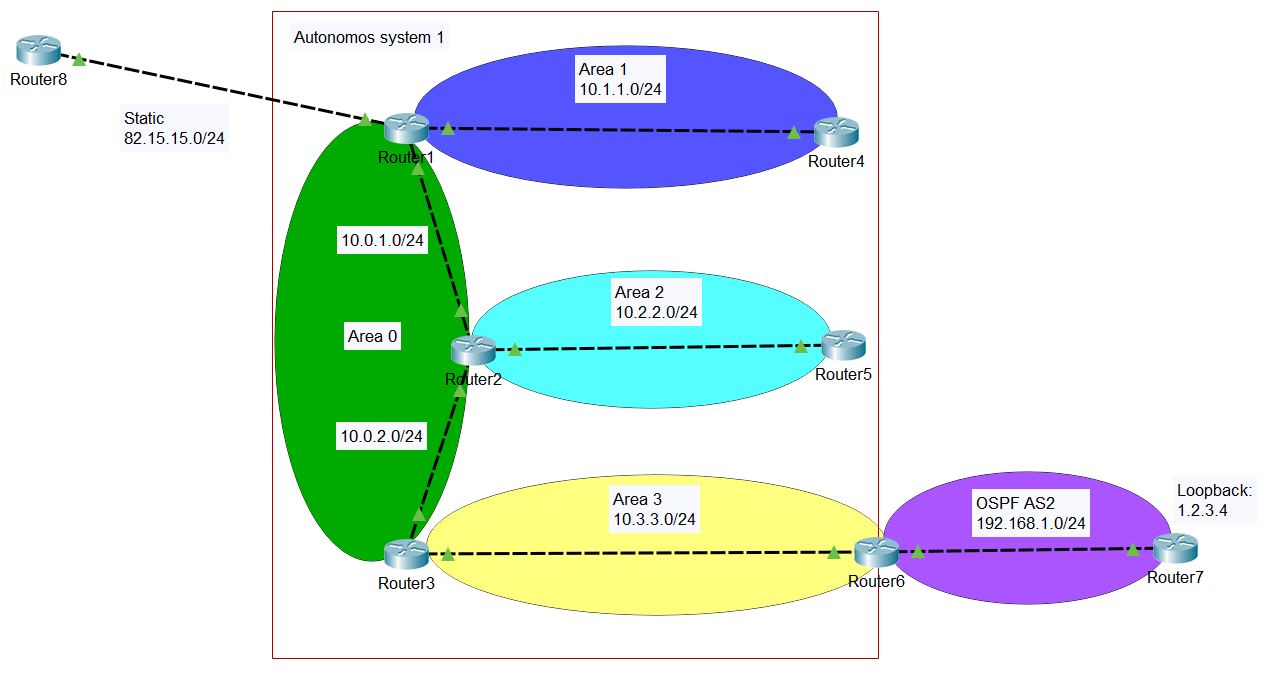 Autonomos system 1
Router8
Area 1
10.1.1.0/24
Static
82.15.15.0/24
Router1
Router4
10.0.1.0/24
Area 2
10.2.2.0/24
Area 0
Router2
Router5
10.0.2.0/24
Area 3
10.3.3.0/24
OSPF AS2
192.168.1.0/24
Loopback:
1.2.3.4
Router3
Router6
Router7